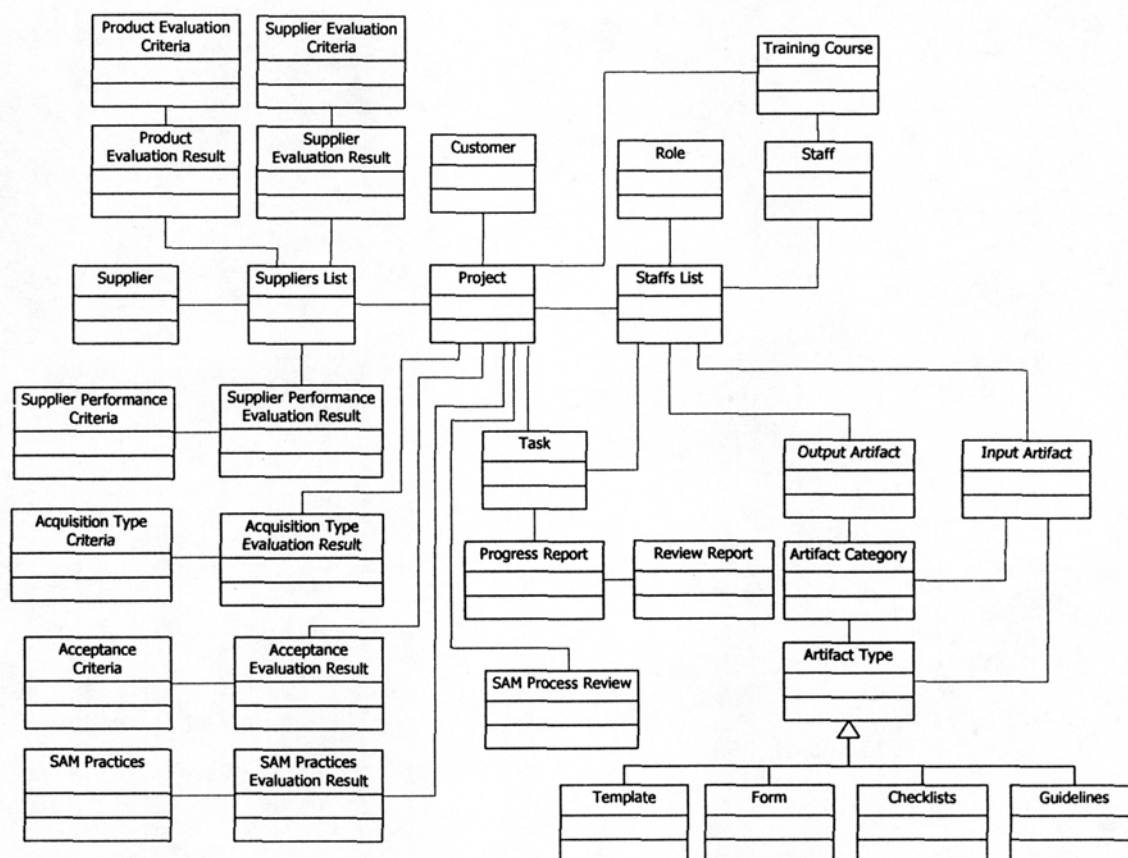 Product Evaluation
Criteria
Supplier Evaluation
Criteria
Training Course
Product
Evaluation Result
Supplier
Evaluation Result
Customer
Role
Staff
Supplier
Suppliers List
Project
Staffs List
Supplier Performance
Criteria
Supplier Performance
Evaluation Result
Task
Output Artifact
Input Artifact
Acquisition Type
Criteria
Acquisition Type
Evaluation Result
Progress Report
Review Report
Artifact Category
Acceptance
Criteria
Acceptance
Evaluation Result
SAM Process Review
Artifact Type
SAM Practices
SAM Practices
Evaluation Result
Template
Form
Checklists
Guidelines